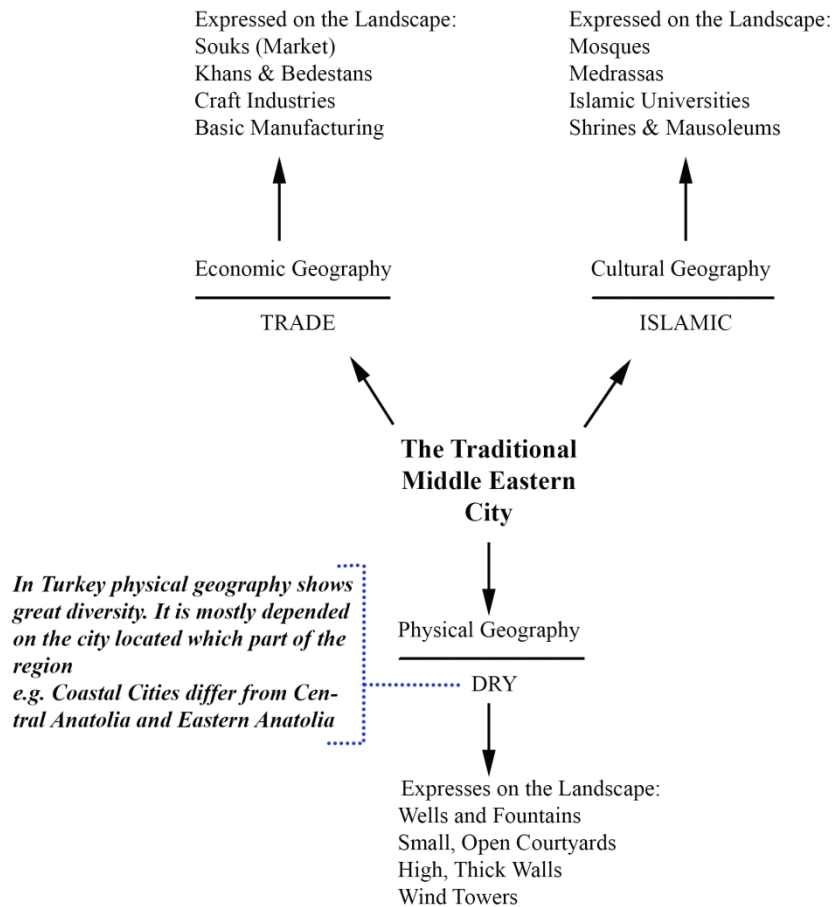 Expressed on the Landscape:
Souks (Market)
Khans & Bedestans
Craft Industries
Basic Manufacturing
Expressed on the Landscape:
Mosques
Medrassas
Islamic Universities
Shrines & Mausoleums
Economic Geography
TRADE
Cultural Geography
ISLAMIC
The Traditional
Middle Eastern
City
In Turkey physical geography shows
great diversity. It is mostly depended
on the city located which part of the
region
e.g. Coastal Cities differ from Cen-
tral Anatolia and Eastern Anatolia
Physical Geography
DRY
Expresses on the Landscape:
Wells and Fountains
Small, Open Courtyards
High, Thick Walls
Wind Towers